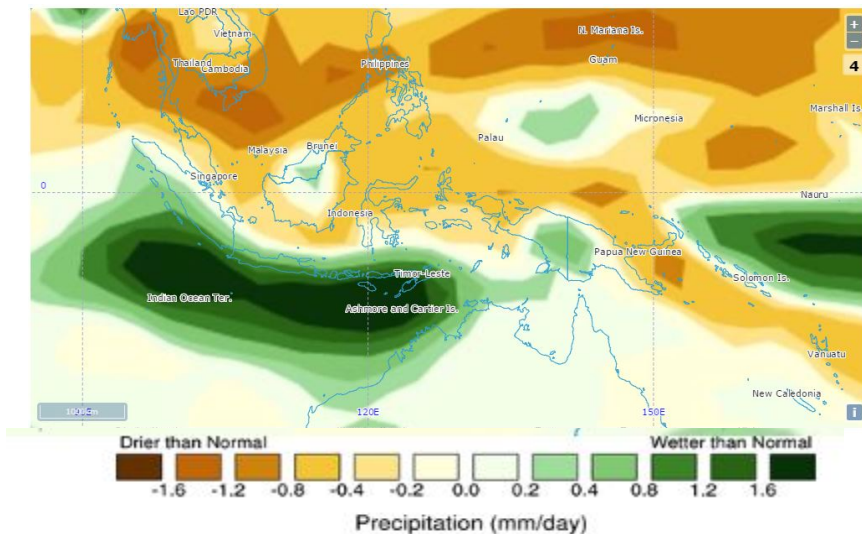 Lao PDR
Vietnam
N. Mariana Is.
+
−
Thailand
Cambodia
Philippines
Guam
4
Micronesia
Marshall Is
Palau
Malaysia
Brunei
Singapore
0
Nauru
Indonesia
Papua New Guinea
Timor-Leste
Solomon Is.
Indian Ocean Ter.
Ashmore and Cartier Is.
Vanuatu
New Caledonia
120E
150E
i
Drier than Normal
Wetter than Normal
-1.6 -1.2 -0.8 -0.4 -0.2 0.0 0.2 0.4 0.8 1.2 1.6
Precipitation (mm/day)